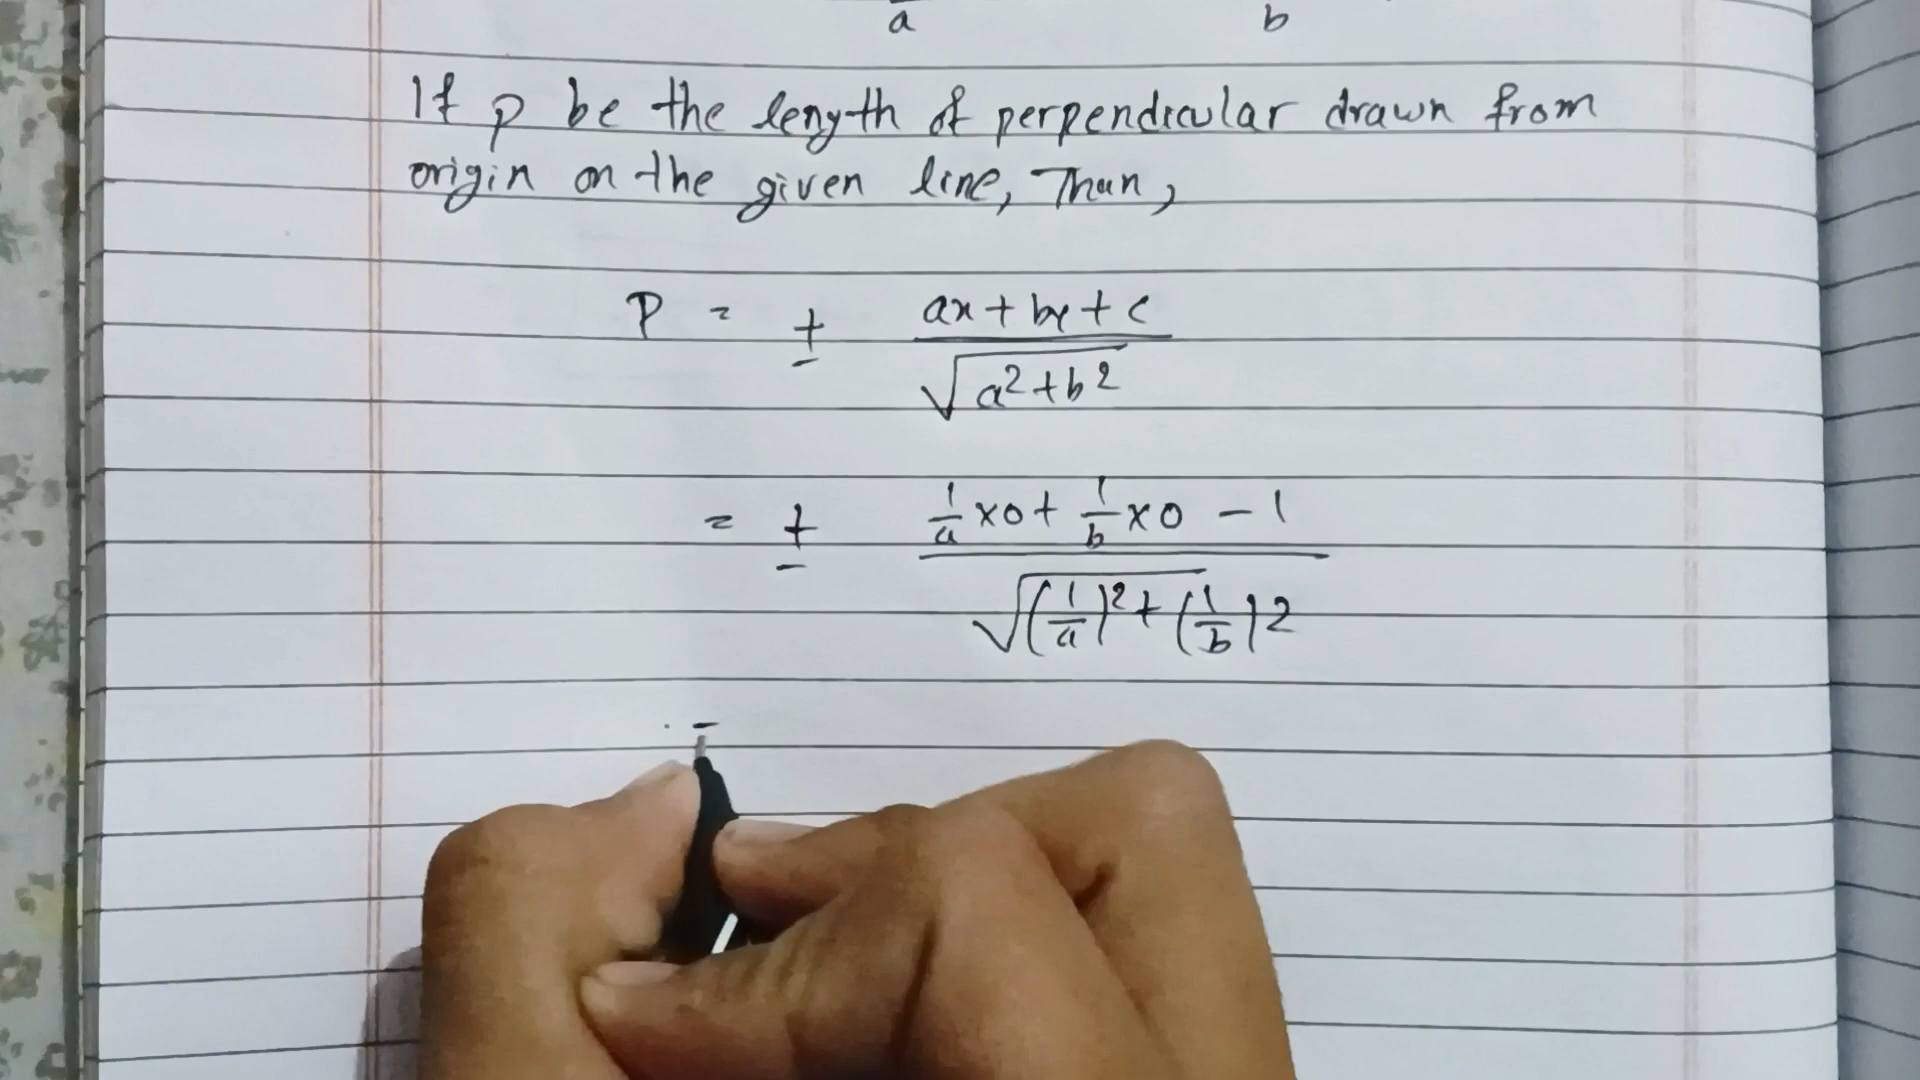 a b
If p be the length of perpendicular drawn from
origin on the given line, Then,
P = ± ax + by + c / √a² + b²
= ± 1/a × 0 + 1/b × 0 - 1 / √(1/a)² + (1/b)2